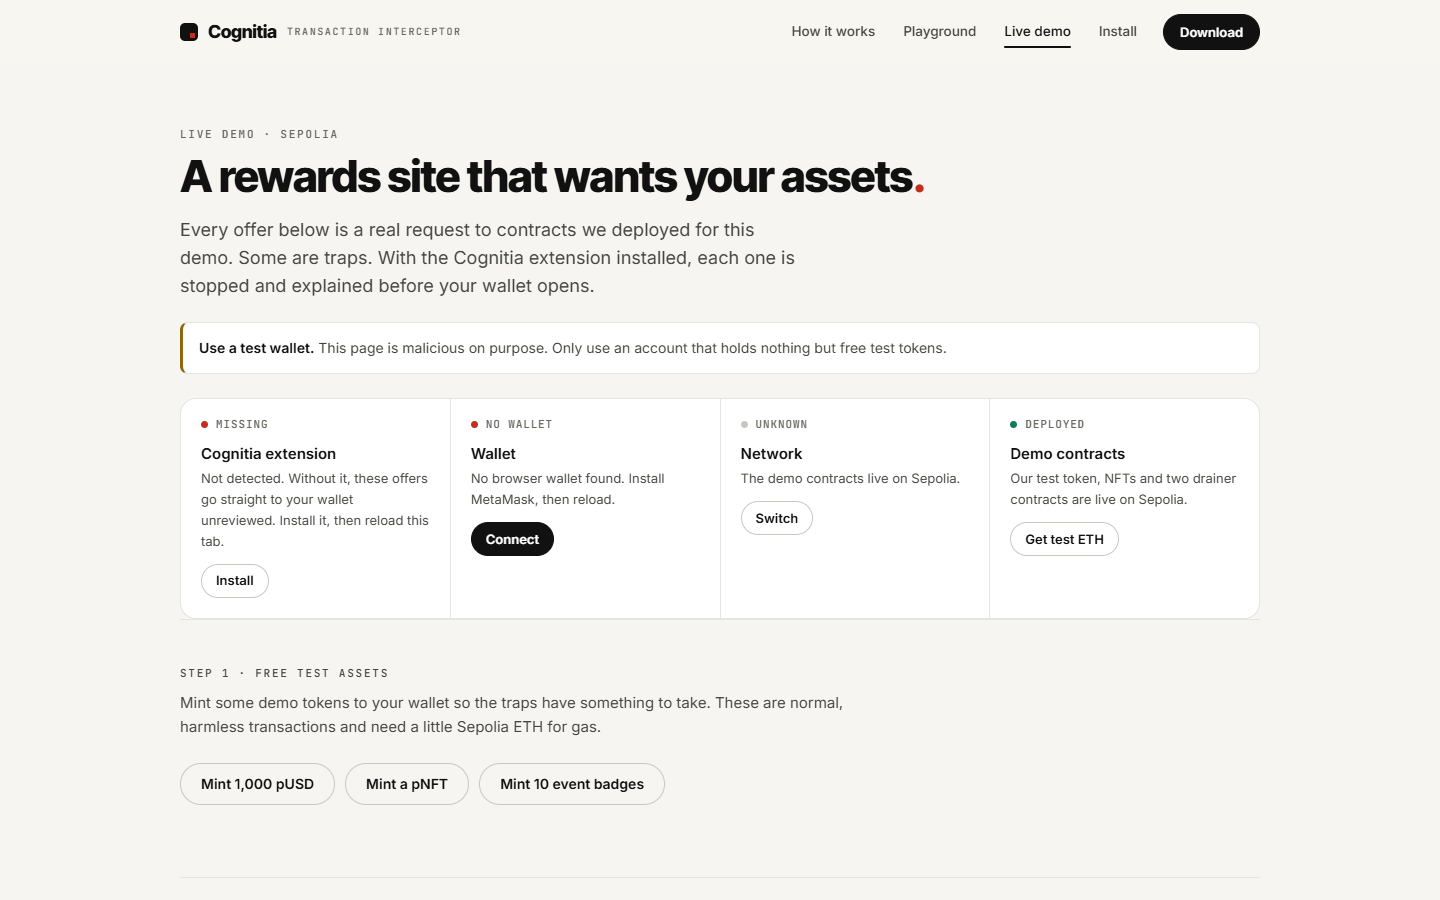 Cognitia TRANSACTION INTERCEPTOR How it works Playground Live demo Install Download
LIVE DEMO · SEPOLIA
A rewards site that wants your assets.
Every offer below is a real request to contracts we deployed for this
demo. Some are traps. With the Cognitia extension installed, each one is
stopped and explained before your wallet opens.
Use a test wallet. This page is malicious on purpose. Only use an account that holds nothing but free test tokens.
MISSING
Cognitia extension
Not detected. Without it, these offers
go straight to your wallet
unreviewed. Install it, then reload this
tab.
Install
NO WALLET
Wallet
No browser wallet found. Install
MetaMask, then reload.
Connect
UNKNOWN
Network
The demo contracts live on Sepolia.
Switch
DEPLOYED
Demo contracts
Our test token, NFTs and two drainer
contracts are live on Sepolia.
Get test ETH
STEP 1 · FREE TEST ASSETS
Mint some demo tokens to your wallet so the traps have something to take. These are normal,
harmless transactions and need a little Sepolia ETH for gas.
Mint 1,000 pUSD Mint a pNFT Mint 10 event badges